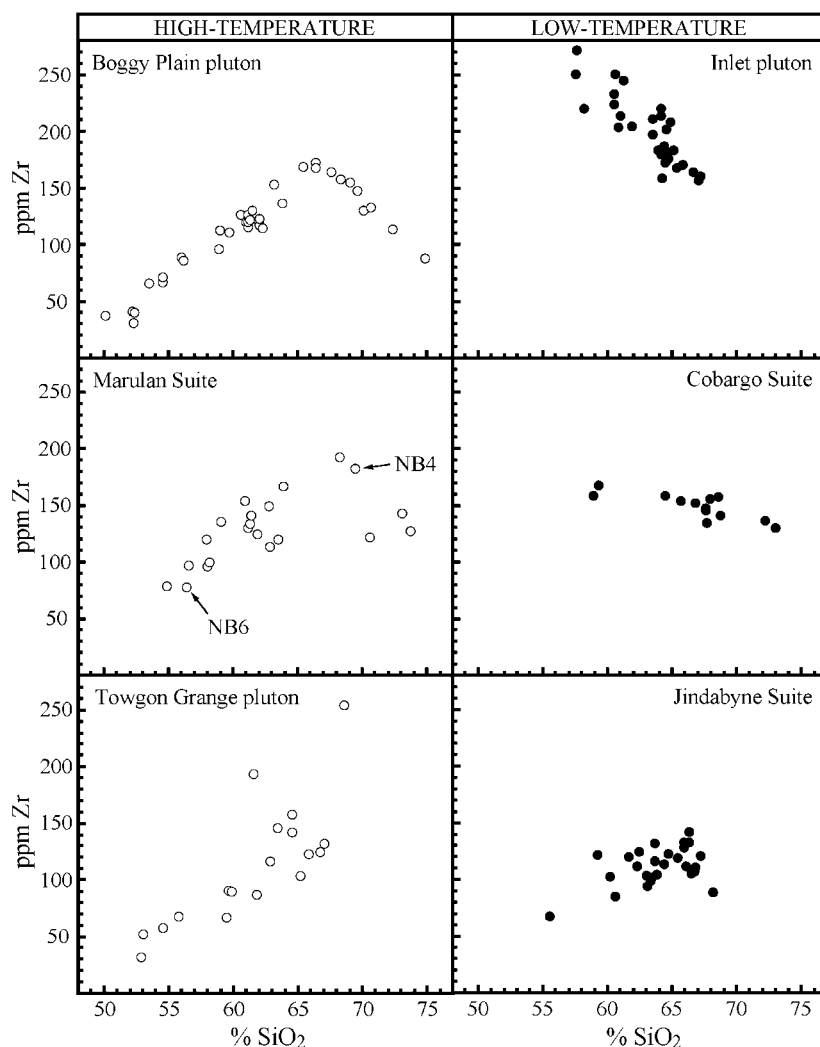 HIGH-TEMPERATURE LOW-TEMPERATURE
Boggy Plain pluton Inlet pluton
250
200
150
100
50
ppm Zr
Marulan Suite Cobargo Suite
250
200
150
100
50
ppm Zr
NB4
NB6
Towgon Grange pluton Jindabyne Suite
250
200
150
100
50
ppm Zr
50 55 60 65 70 75 50 55 60 65 70 75
% SiO₂ % SiO₂